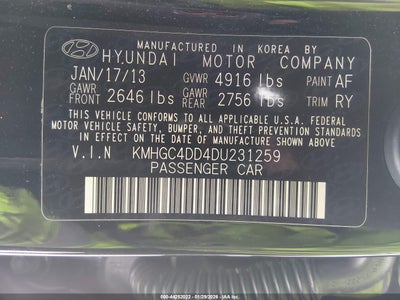 MANUFACTURED IN KOREA BY
HYUNDAI MOTOR COMPANY
JAN/17/13 GVWR 4916 lbs PAINT AF
GAWR FRONT 2646 lbs GAWR REAR 2756 lbs TRIM RY
THIS VEHICLE CONFORMS TO ALL APPLICABLE U.S.A. FEDERAL
MOTOR VEHICLE SAFETY, BUMPER, AND THEFT PREVENTION STANDARDS
IN EFFECT ON THE DATE OF MANUFACTURE SHOWN ABOVE.
V.I.N KMHGC4DD4DU231259
PASSENGER CAR